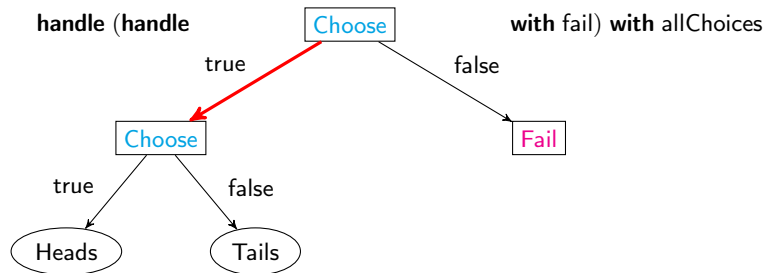 handle (handle Choose with fail) with allChoices
true false
Choose Fail
true false
Heads Tails